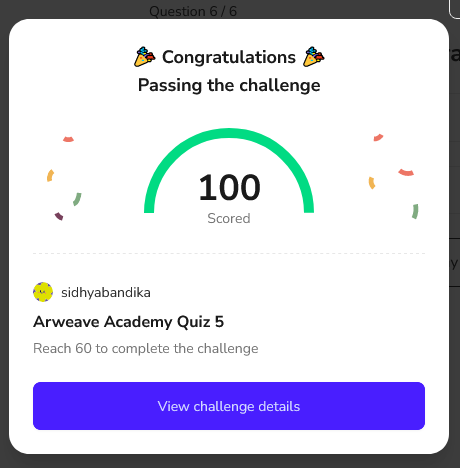 Question 6 / 6
🎉 Congratulations 🎉
Passing the challenge
100
Scored
sidhyabandika
Arweave Academy Quiz 5
Reach 60 to complete the challenge
View challenge details